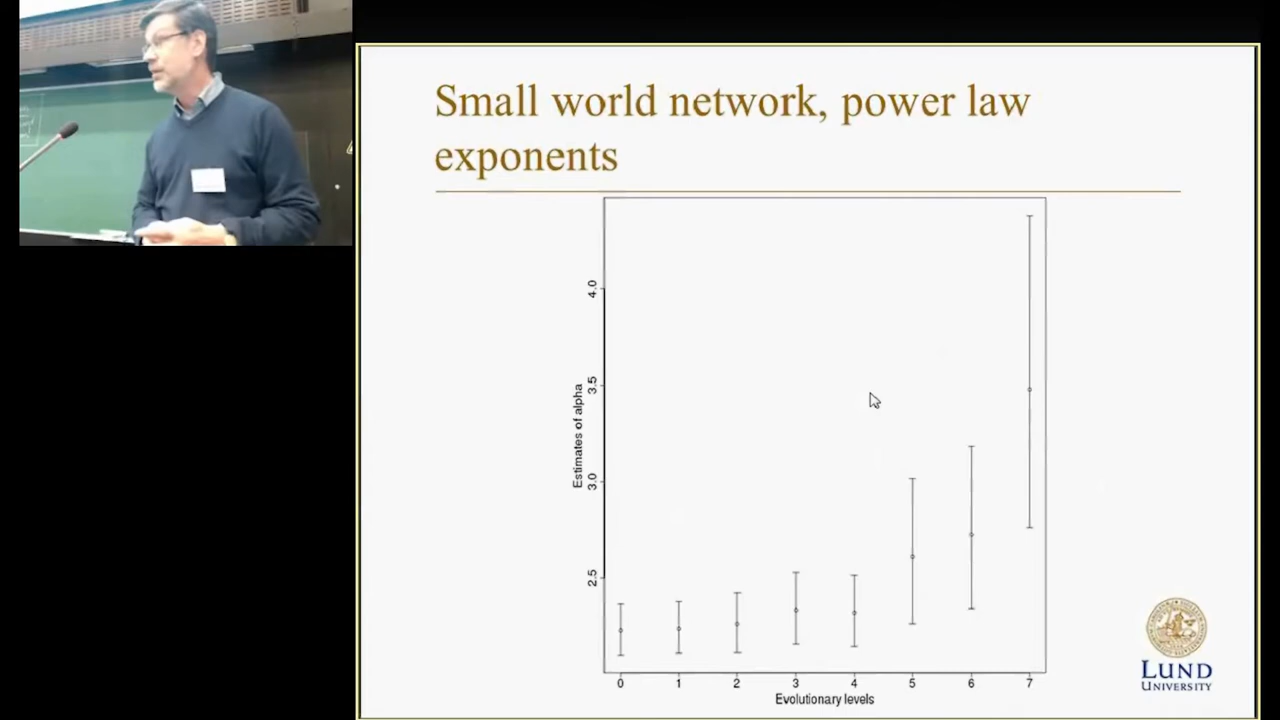 Small world network, power law
exponents
4.0
3.5
3.0
2.5
Estimates of alpha
0
1
2
3
4
5
6
7
Evolutionary levels
LUND
UNIVERSITY